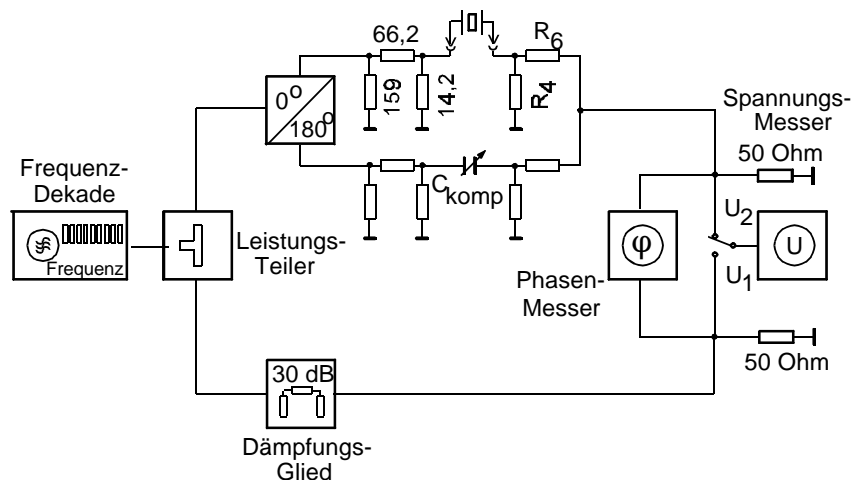 66,2
R6
0°
180°
159
14,2
R4
Spannungs-
Messer
50 Ohm
Frequenz-
Dekade
Ckomp
U2
Frequenz
Leistungs-
Teiler
φ
U
Phasen-
Messer
U1
50 Ohm
30 dB
Dämpfungs-
Glied